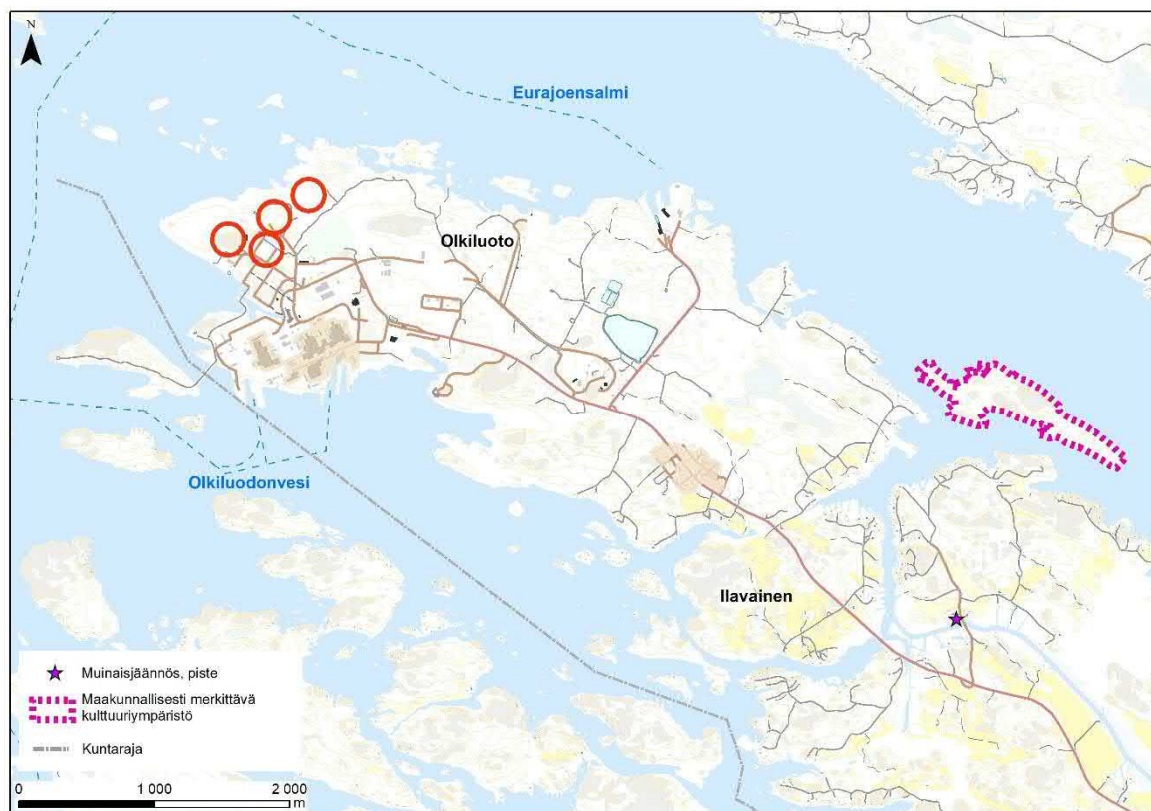 N
Eurajoensalmi
Olkiluoto
Olkiluodonvesi
Ilavainen
Muinaisjäännös, piste
Maakunnallisesti merkittävä
kulttuuriympäristö
Kuntaraja
0 1 000 2 000
m